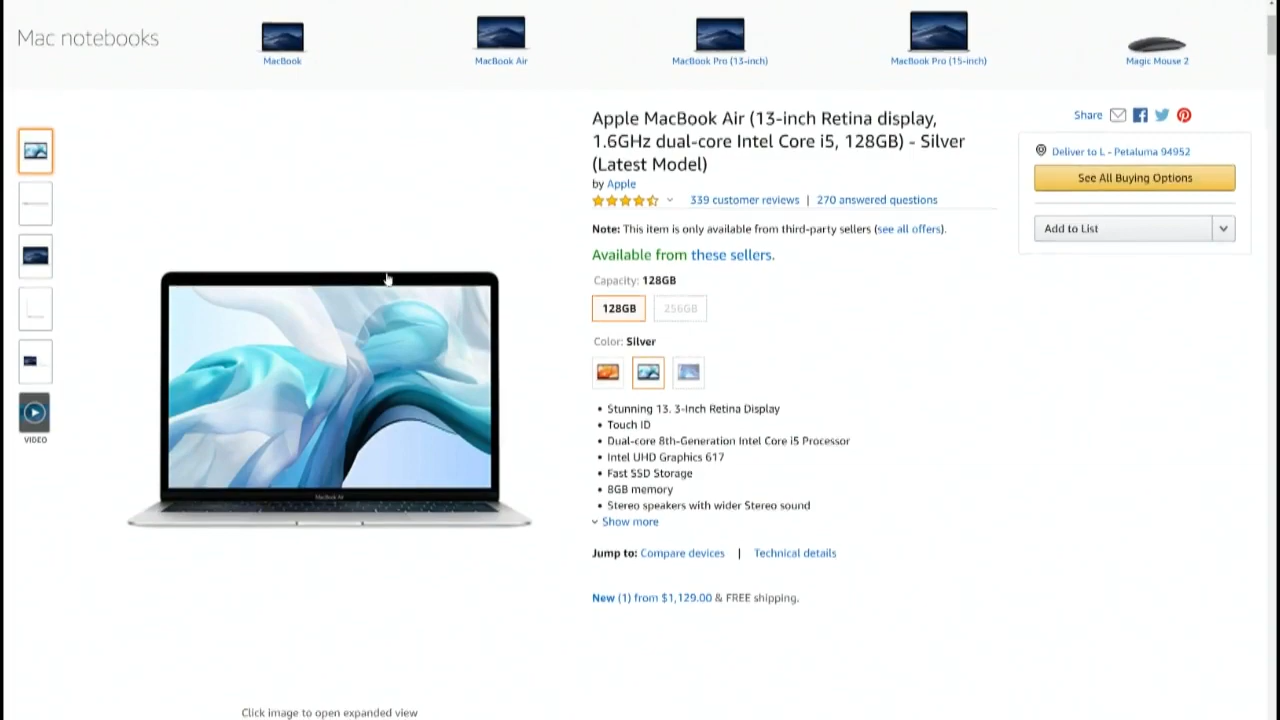 Mac notebooks
MacBook
MacBook Air
MacBook Pro (13-inch)
MacBook Pro (15-inch)
Magic Mouse 2
VIDEO
MacBook Air
Click image to open expanded view
Apple MacBook Air (13-inch Retina display,
1.6GHz dual-core Intel Core i5, 128GB) - Silver
(Latest Model)
by Apple
339 customer reviews | 270 answered questions
Note: This item is only available from third-party sellers (see all offers).
Available from these sellers.
Capacity: 128GB
128GB 256GB
Color: Silver
• Stunning 13. 3-Inch Retina Display
• Touch ID
• Dual-core 8th-Generation Intel Core i5 Processor
• Intel UHD Graphics 617
• Fast SSD Storage
• 8GB memory
• Stereo speakers with wider Stereo sound
Show more
Jump to: Compare devices | Technical details
New (1) from $1,129.00 & FREE shipping.
Share
Deliver to L - Petaluma 94952
See All Buying Options
Add to List